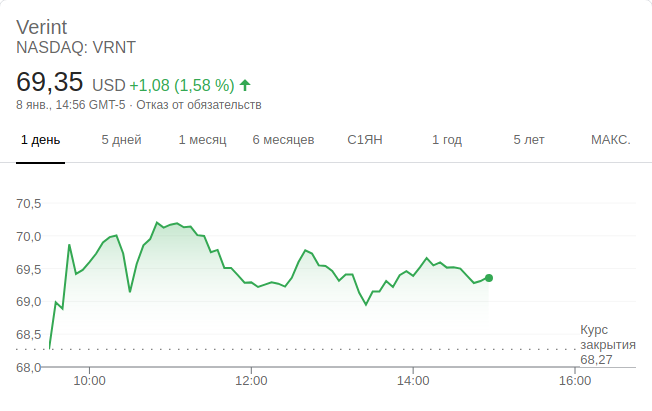 Verint
NASDAQ: VRNT
69,35 USD +1,08 (1,58 %)
8 янв., 14:56 GMT-5 · Отказ от обязательств
1 день 5 дней 1 месяц 6 месяцев С1ЯН 1 год 5 лет МАКС.
70,5
70,0
69,5
69,0
68,5
68,0
Курс
закрытия
68,27
10:00 12:00 14:00 16:00